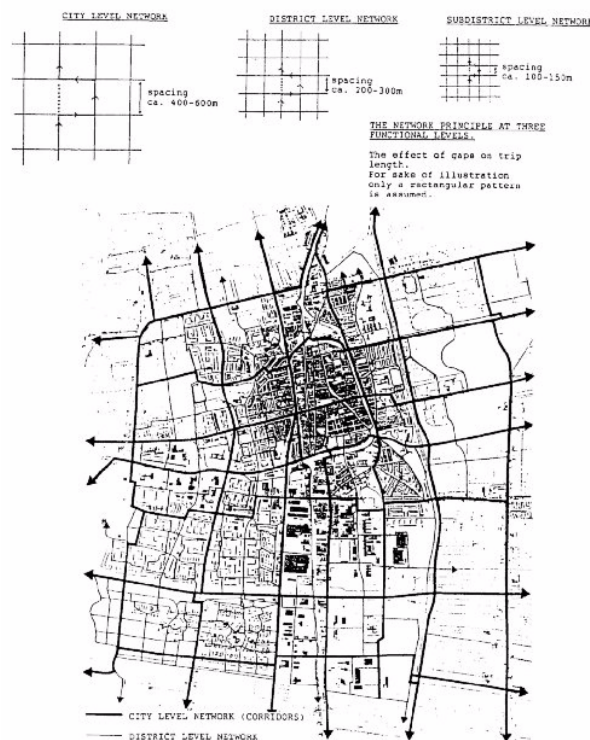 CITY LEVEL NETWORK
DISTRICT LEVEL NETWORK
SUBDISTRICT LEVEL NETWORK
spacing
ca. 400-600m
spacing
ca. 200-300m
spacing
ca. 100-150m
THE NETWORK PRINCIPLE AT THREE
FUNCTIONAL LEVELS.
The effect of gaps on trip
length.
For sake of illustration
only a rectangular pattern
is assumed.
CITY LEVEL NETWORK (CORRIDORS)
DISTRICT LEVEL NETWORK